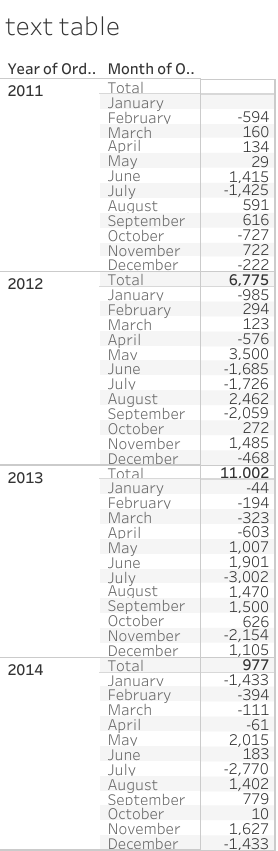 text table
Year of Ord.. Month of O..
2011 Total
January
February -594
March 160
April 134
May 29
June 1,415
July -1,425
August 591
September 616
October -727
November 722
December -222
2012 Total 6,775
January -985
February 294
March 123
April -576
May 3,500
June -1,685
July -1,726
August 2,462
September -2,059
October 272
November 1,485
December -468
2013 Total 11,002
January -44
February -194
March -323
April -603
May 1,007
June 1,901
July -3,002
August 1,470
September 1,500
October 626
November -2,154
December 1,105
2014 Total 977
January -1,433
February -394
March -111
April -61
May 2,015
June 183
July -2,770
August 1,402
September 779
October 10
November 1,627
December -1,433